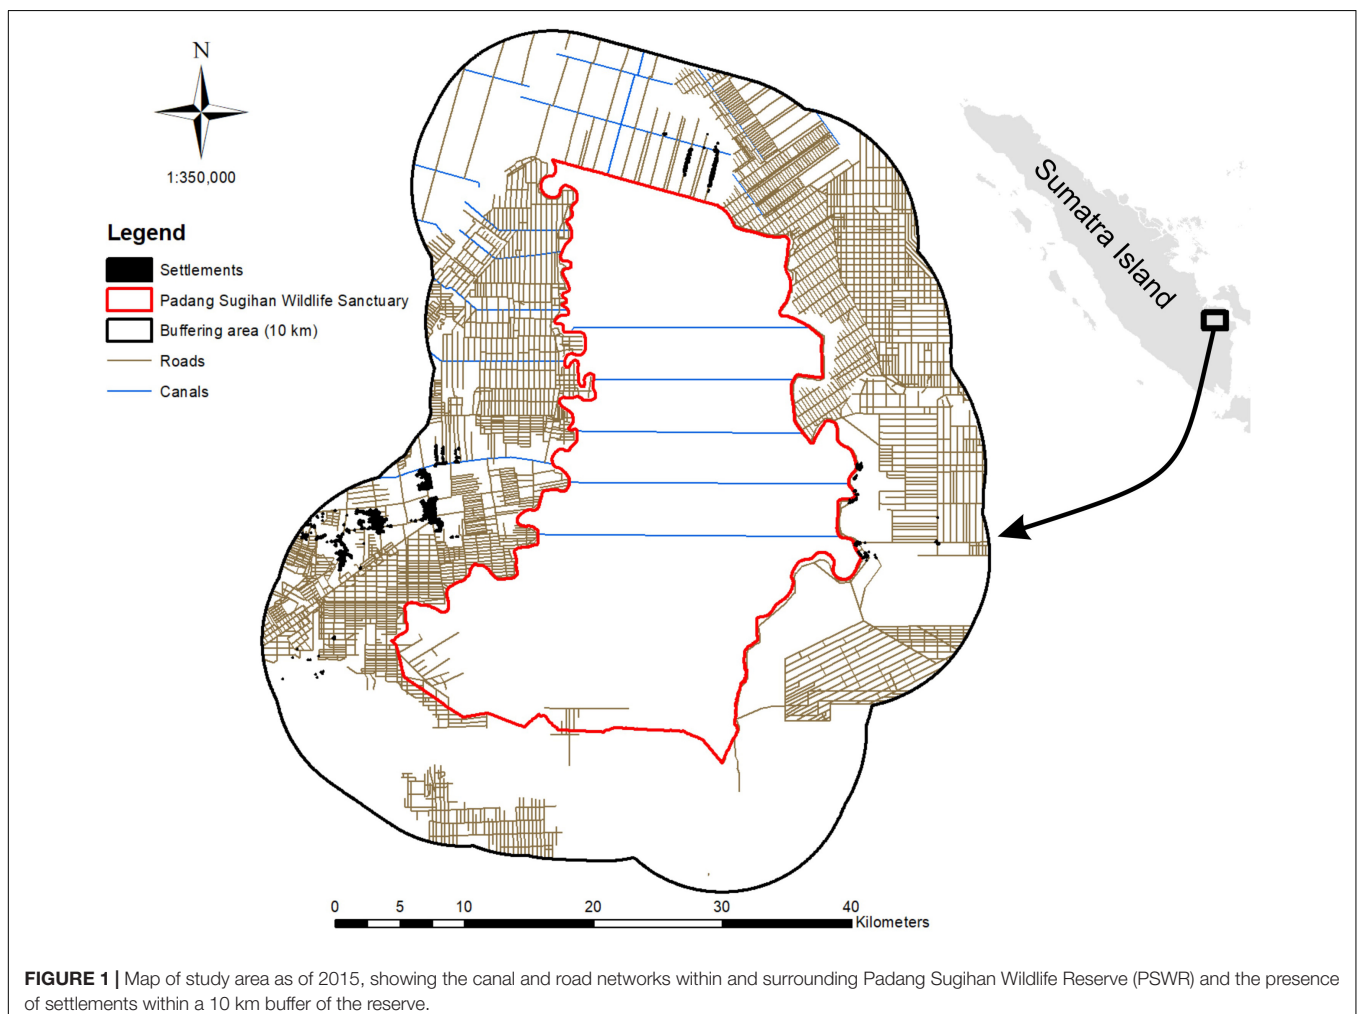 N
1:350,000
Legend
Settlements
Padang Sugihan Wildlife Sanctuary
Buffering area (10 km)
Roads
Canals
Sumatra Island
0 5 10 20 30 40
Kilometers
FIGURE 1 | Map of study area as of 2015, showing the canal and road networks within and surrounding Padang Sugihan Wildlife Reserve (PSWR) and the presence
of settlements within a 10 km buffer of the reserve.